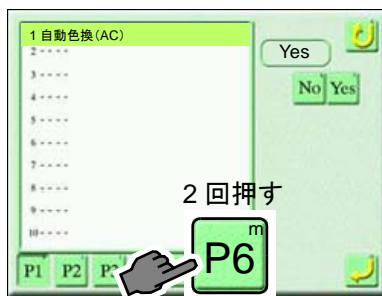 1 自動色換（AC）
2 - - - -
3 - - - -
4 - - - -
5 - - - -
6 - - - -
7 - - - -
8 - - - -
9 - - - -
10 - - - -
Yes
No Yes
2 回押す
m
P6
P1 P2